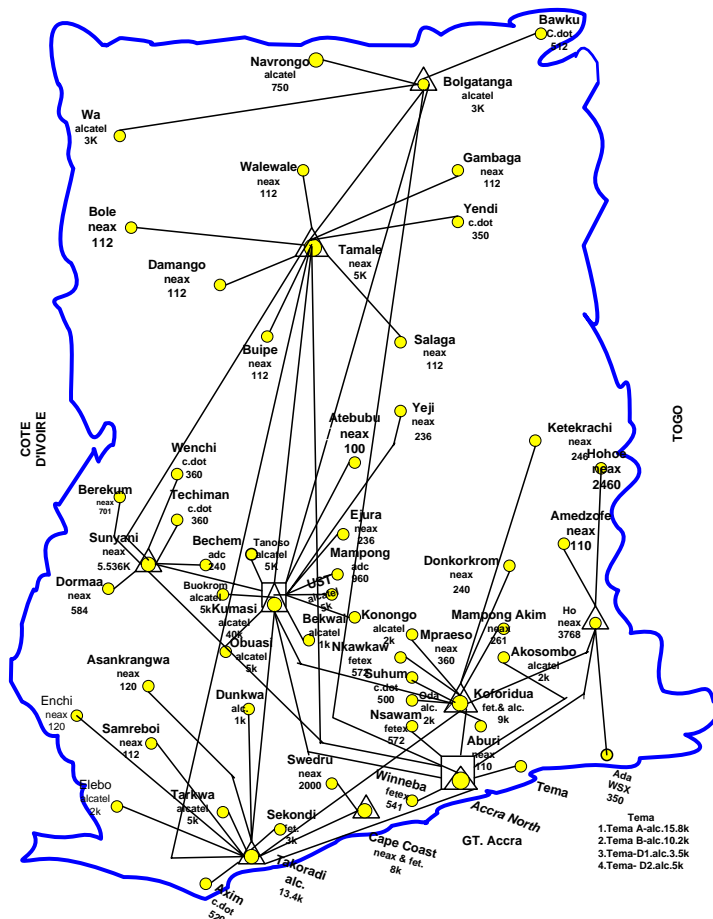 Bawku
C.dot
512
Navrongo
alcatel
750
Bolgatanga
alcatel
3K
Wa
alcatel
3K
Walewale
neax
112
Gambaga
neax
112
Bole
neax
112
Yendi
c.dot
350
Tamale
neax
5K
Damango
neax
112
Buipe
neax
112
Salaga
neax
112
COTE
D'IVOIRE
TOGO
Yeji
neax
236
Atebubu
neax
100
Ketekrachi
neax
246
Hohoe
neax
2460
Wenchi
c.dot
360
Berekum
neax
701
Techiman
c.dot
360
Amedzofe
neax
110
Ejura
neax
236
Sunyani
neax
5.536K
Bechem
adc
240
Tanoso
alcatel
5K
Mampong
adc
960
Donkorkrom
neax
240
Dormaa
neax
584
Buokrom
alcatel
5k
UST
alcatel
5k
Kumasi
alcatel
40k
Bekwai
alcatel
1k
Konongo
alcatel
2k
Mampong Akim
neax
261
Ho
neax
3768
Obuasi
alcatel
5k
Nkawkaw
fetex
572
Mpraeso
neax
360
Akosombo
alcatel
2k
Asankrangwa
neax
120
Suhum
c.dot
500
Oda
alc.
2k
Koforidua
fet.& alc.
9k
Enchi
neax
120
Dunkwa
alc.
1k
Nsawam
fetex
572
Samreboi
neax
112
Aburi
neax
110
Swedru
neax
2000
Elebo
alcatel
2k
Tarkwa
alcatel
5k
Winneba
fetex
541
Accra North
Tema
Ada
WSX
350
Sekondi
fet.
3k
Cape Coast
neax & fet.
8k
GT. Accra
Takoradi
alc.
13.4k
Axim
c.dot
520
Tema
1.Tema A-alc.15.8k
2.Tema B-alc.10.2k
3.Tema-D1.alc.3.5k
4.Tema- D2.alc.5k